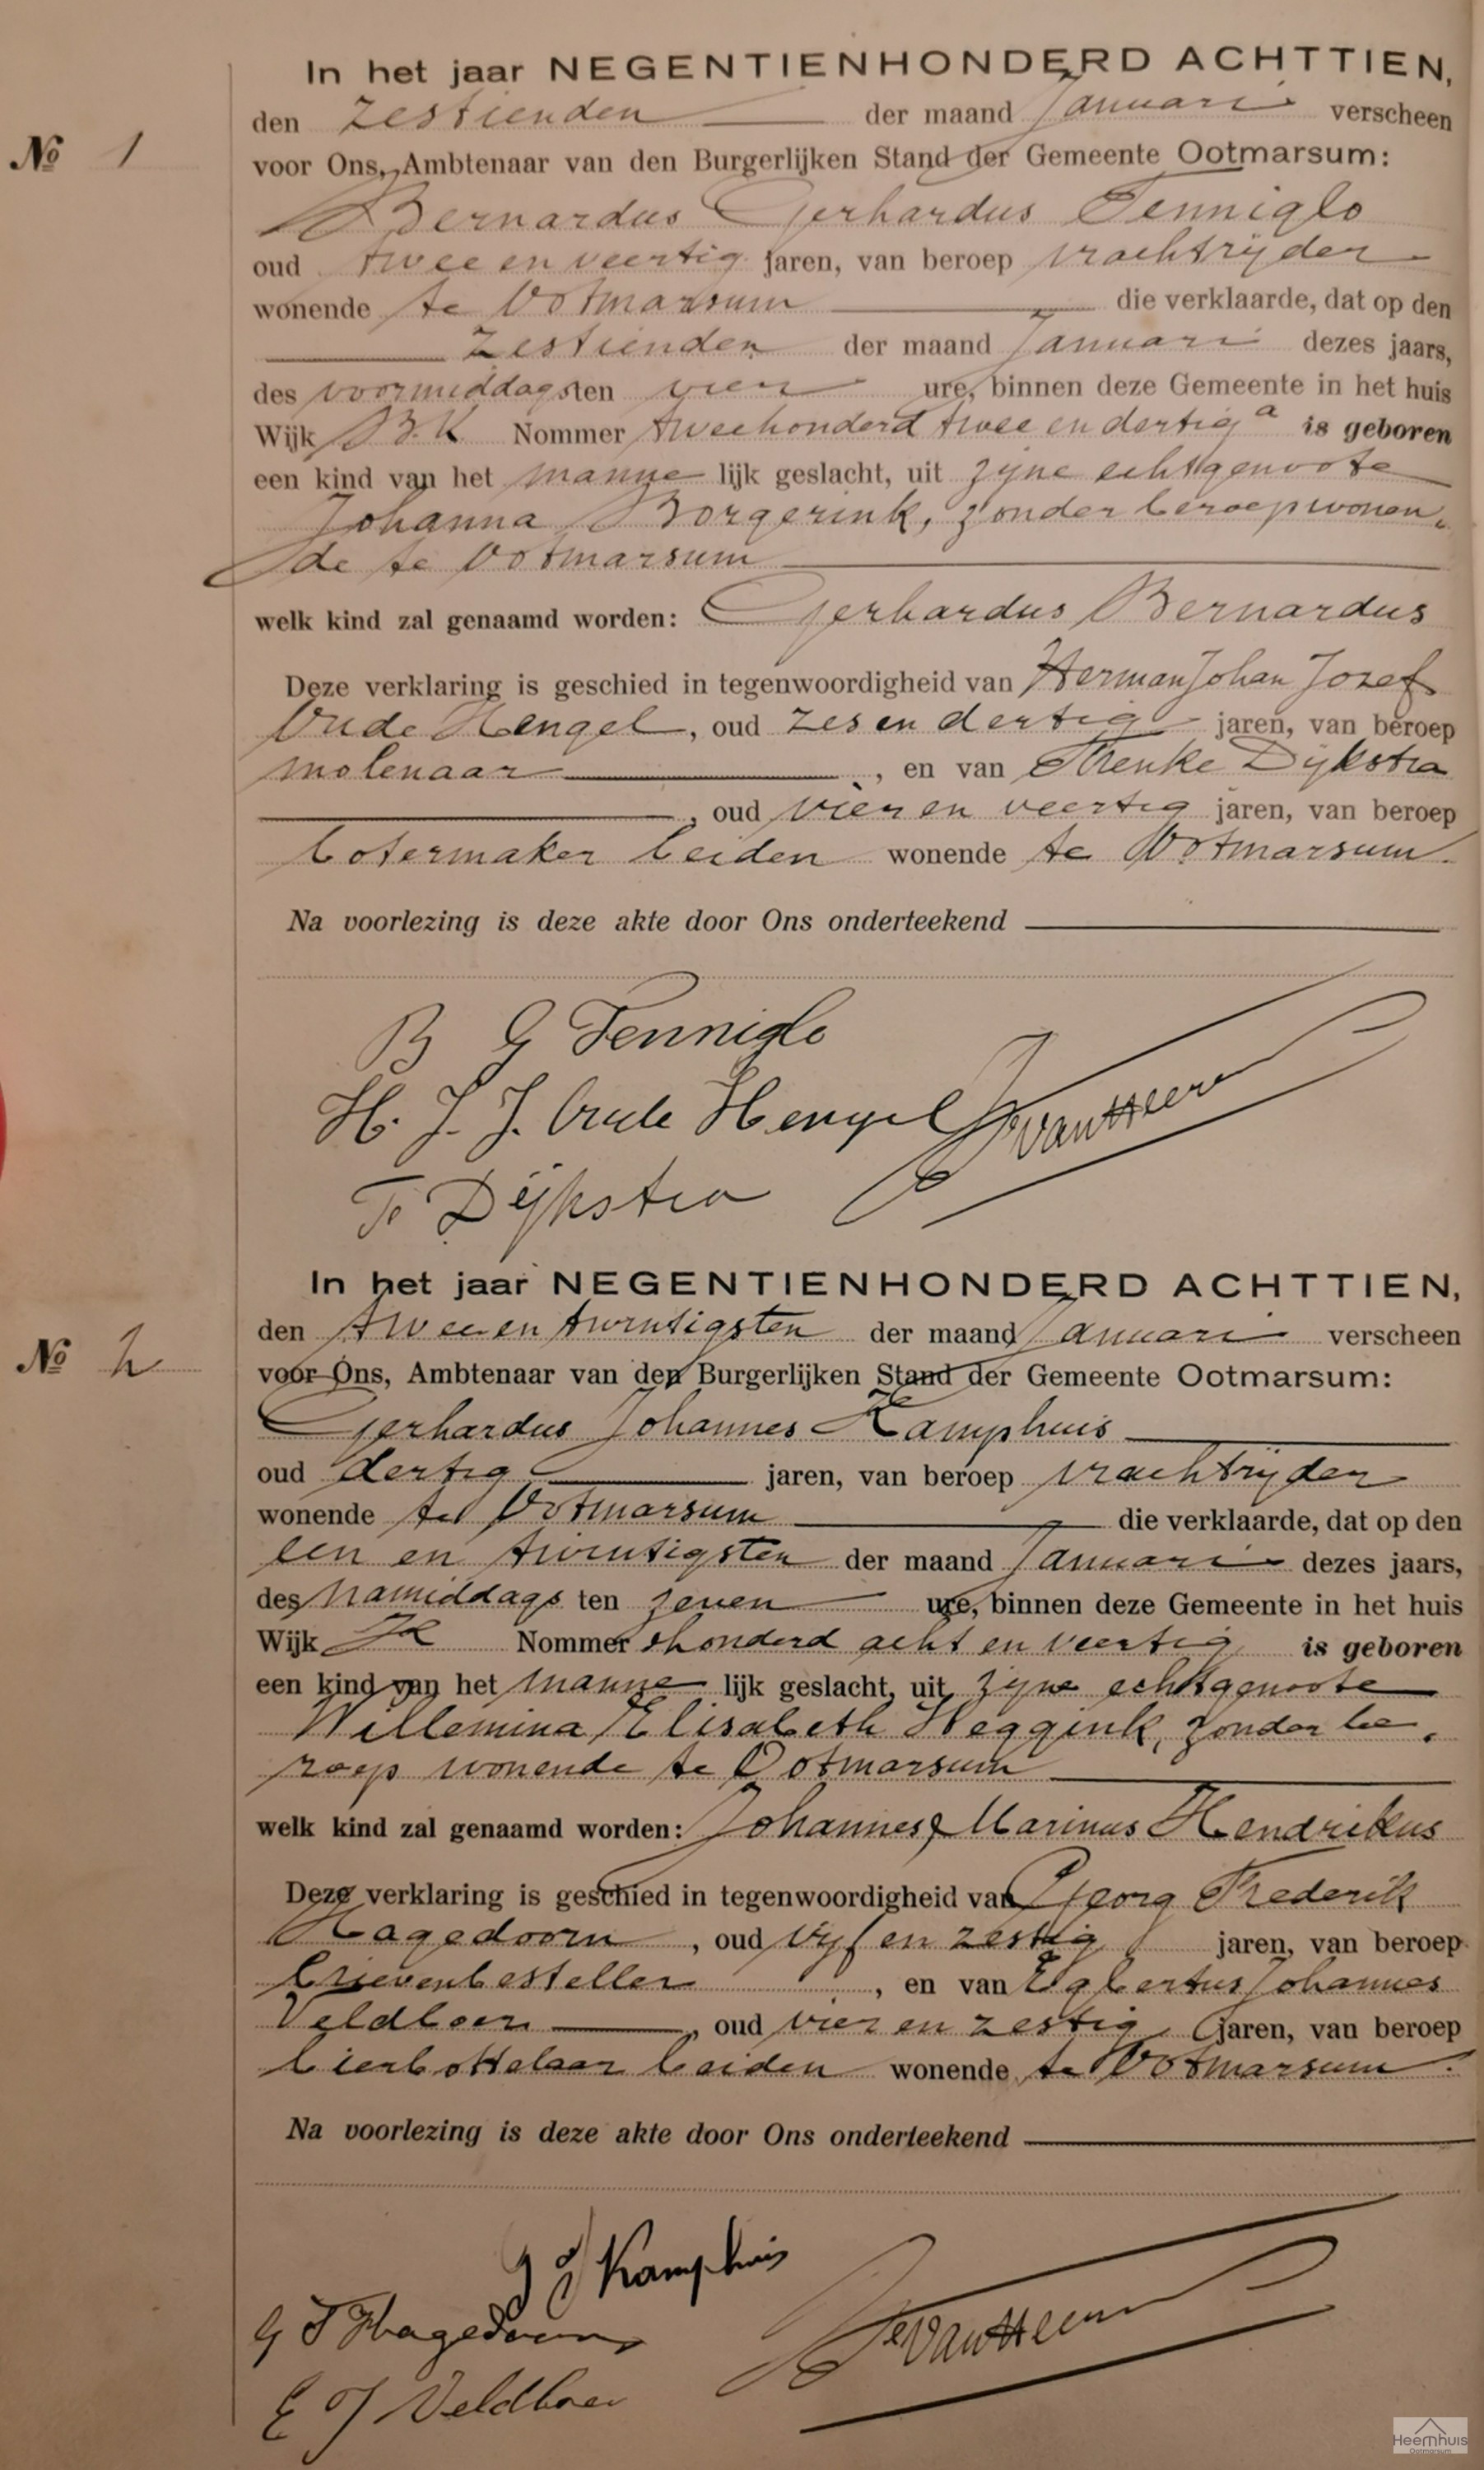 In het jaar NEGENTIENHONDERD ACHTTIEN,
den zestienden der maand Januari verscheen
No 1
voor Ons, Ambtenaar van den Burgerlijken Stand der Gemeente Ootmarsum:
Bernardus Gerhardus Fenniglo
oud twee en veertig jaren, van beroep vrachtrijder
wonende te Ootmarsum die verklaarde, dat op den
zestienden der maand Januari dezes jaars,
des voormiddags ten vier ure, binnen deze Gemeente in het huis
Wijk B.K Nommer tweehonderd twee en dertig a is geboren
een kind van het manne lijk geslacht, uit zijne echtgenoote
Johanna Borgerink, zonder beroep wonen„
de te Ootmarsum
welk kind zal genaamd worden: Gerhardus Bernardus
Deze verklaring is geschied in tegenwoordigheid van Herman Johan Jozef
Oude Hengel, oud zes en dertig jaren, van beroep
molenaar, en van Frenke Dijkstra
, oud vier en veertig jaren, van beroep
botermaker beiden wonende te Ootmarsum.
Na voorlezing is deze akte door Ons onderteekend
B G Fenniglo
H. J. J. Oude Hengel
van Heem
F Dijkstra
In het jaar NEGENTIENHONDERD ACHTTIEN,
den twee en twintigsten der maand Januari verscheen
No 2
voor Ons, Ambtenaar van den Burgerlijken Stand der Gemeente Ootmarsum:
Gerhardus Johannes Kamphuis
oud dertig jaren, van beroep vrachtrijder
wonende te Ootmarsum die verklaarde, dat op den
een en twintigsten der maand Januari dezes jaars,
des namiddags ten zeven ure, binnen deze Gemeente in het huis
Wijk K Nommer honderd acht en veertig is geboren
een kind van het manne lijk geslacht, uit zijne echtgenoote
Willemina Elisabeth Heggink, zonder be„
roep wonende te Ootmarsum
welk kind zal genaamd worden: Johannes Marinus Hendrikus
Deze verklaring is geschied in tegenwoordigheid van Georg Frederik
Hagedoorn, oud vijf en zestig jaren, van beroep
brievenbesteller, en van Egbertus Johannes
Veldboer, oud vier en zestig jaren, van beroep
bierbottelaar beiden wonende te Ootmarsum.
Na voorlezing is deze akte door Ons onderteekend
G J Kamphuis
G F Hagedoorn
van Heem
E J Veldboer
Heemhuis
Ootmarsum